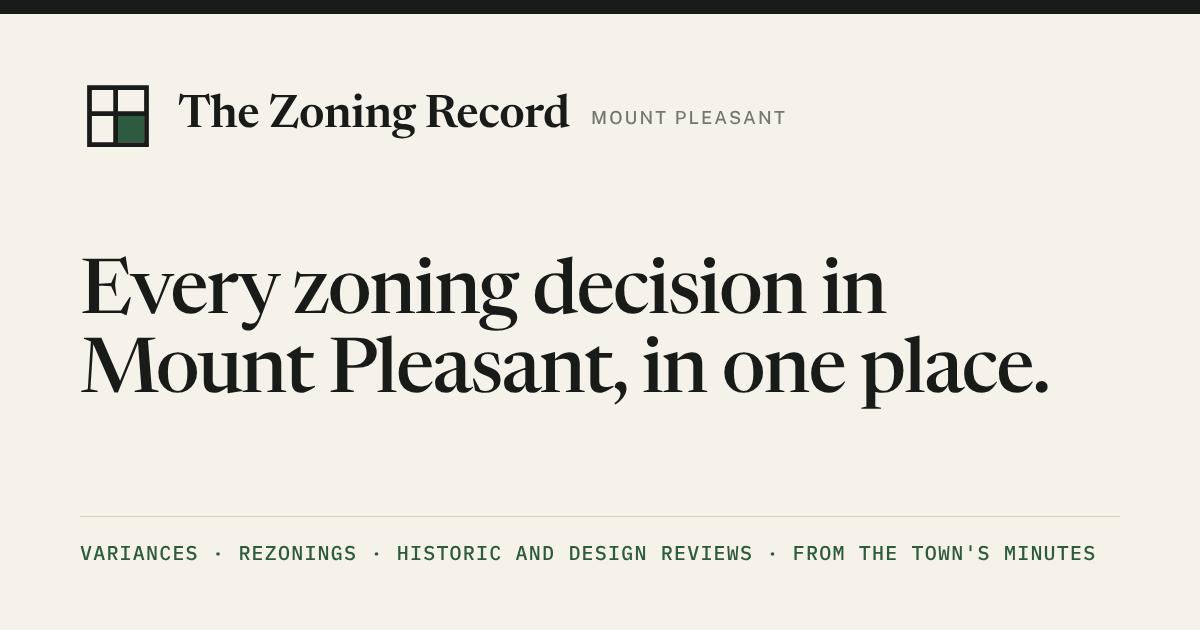 The Zoning Record MOUNT PLEASANT
Every zoning decision in
Mount Pleasant, in one place.
VARIANCES · REZONINGS · HISTORIC AND DESIGN REVIEWS · FROM THE TOWN'S MINUTES